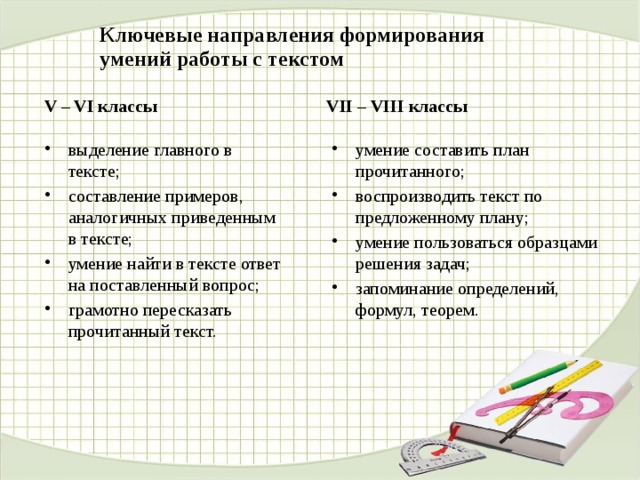 Ключевые направления формирования
умений работы с текстом
V – VI классы
• выделение главного в
тексте;
• составление примеров,
аналогичных приведенным
в тексте;
• умение найти в тексте ответ
на поставленный вопрос;
• грамотно пересказать
прочитанный текст.
VII – VIII классы
• умение составить план
прочитанного;
• воспроизводить текст по
предложенному плану;
• умение пользоваться образцами
решения задач;
• запоминание определений,
формул, теорем.